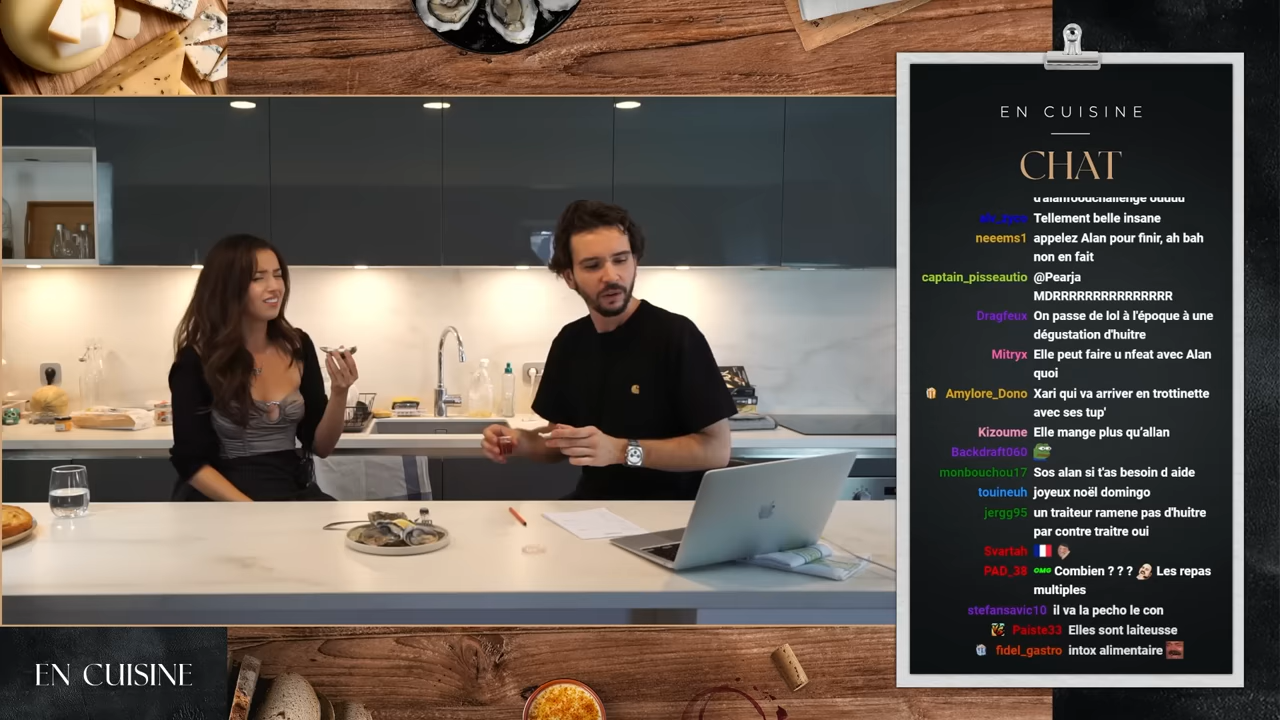 EN CUISINE
CHAT
d'alanfoodchallenge ouuuu
Tellement belle insane
neeems1 appelez Alan pour finir, ah bah
non en fait
captain_pisseautio @Pearja
MDRRRRRRRRRRRRRRR
Dragfeux On passe de lol à l'époque à une
dégustation d'huitre
Mitryx Elle peut faire u nfeat avec Alan
quoi
Amylore_Dono Xari qui va arriver en trottinette
avec ses tup'
Kizoume Elle mange plus qu'allan
Backdraft060
monbouchou17 Sos alan si t'as besoin d aide
touineuh joyeux noël domingo
jergg95 un traiteur ramene pas d'huitre
par contre traitre oui
Svartah
PAD_38 OMG Combien ? ? ? Les repas
multiples
stefansavic10 il va la pecho le con
Paiste33 Elles sont laiteusse
fidel_gastro intox alimentaire
EN CUISINE